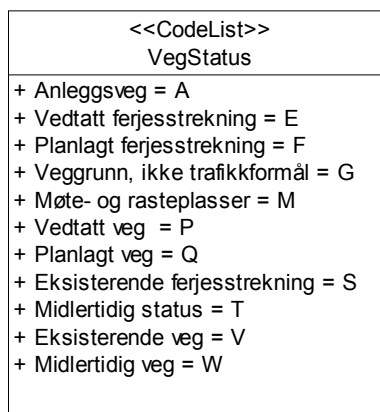 <<CodeList>>
VegStatus
+ Anleggsveg = A
+ Vedtatt ferjesstrekning = E
+ Planlagt ferjesstrekning = F
+ Veggrunn, ikke trafikkformål = G
+ Møte- og rasteplasser = M
+ Vedtatt veg  = P
+ Planlagt veg = Q
+ Eksisterende ferjesstrekning = S
+ Midlertidig status = T
+ Eksisterende veg = V
+ Midlertidig veg = W